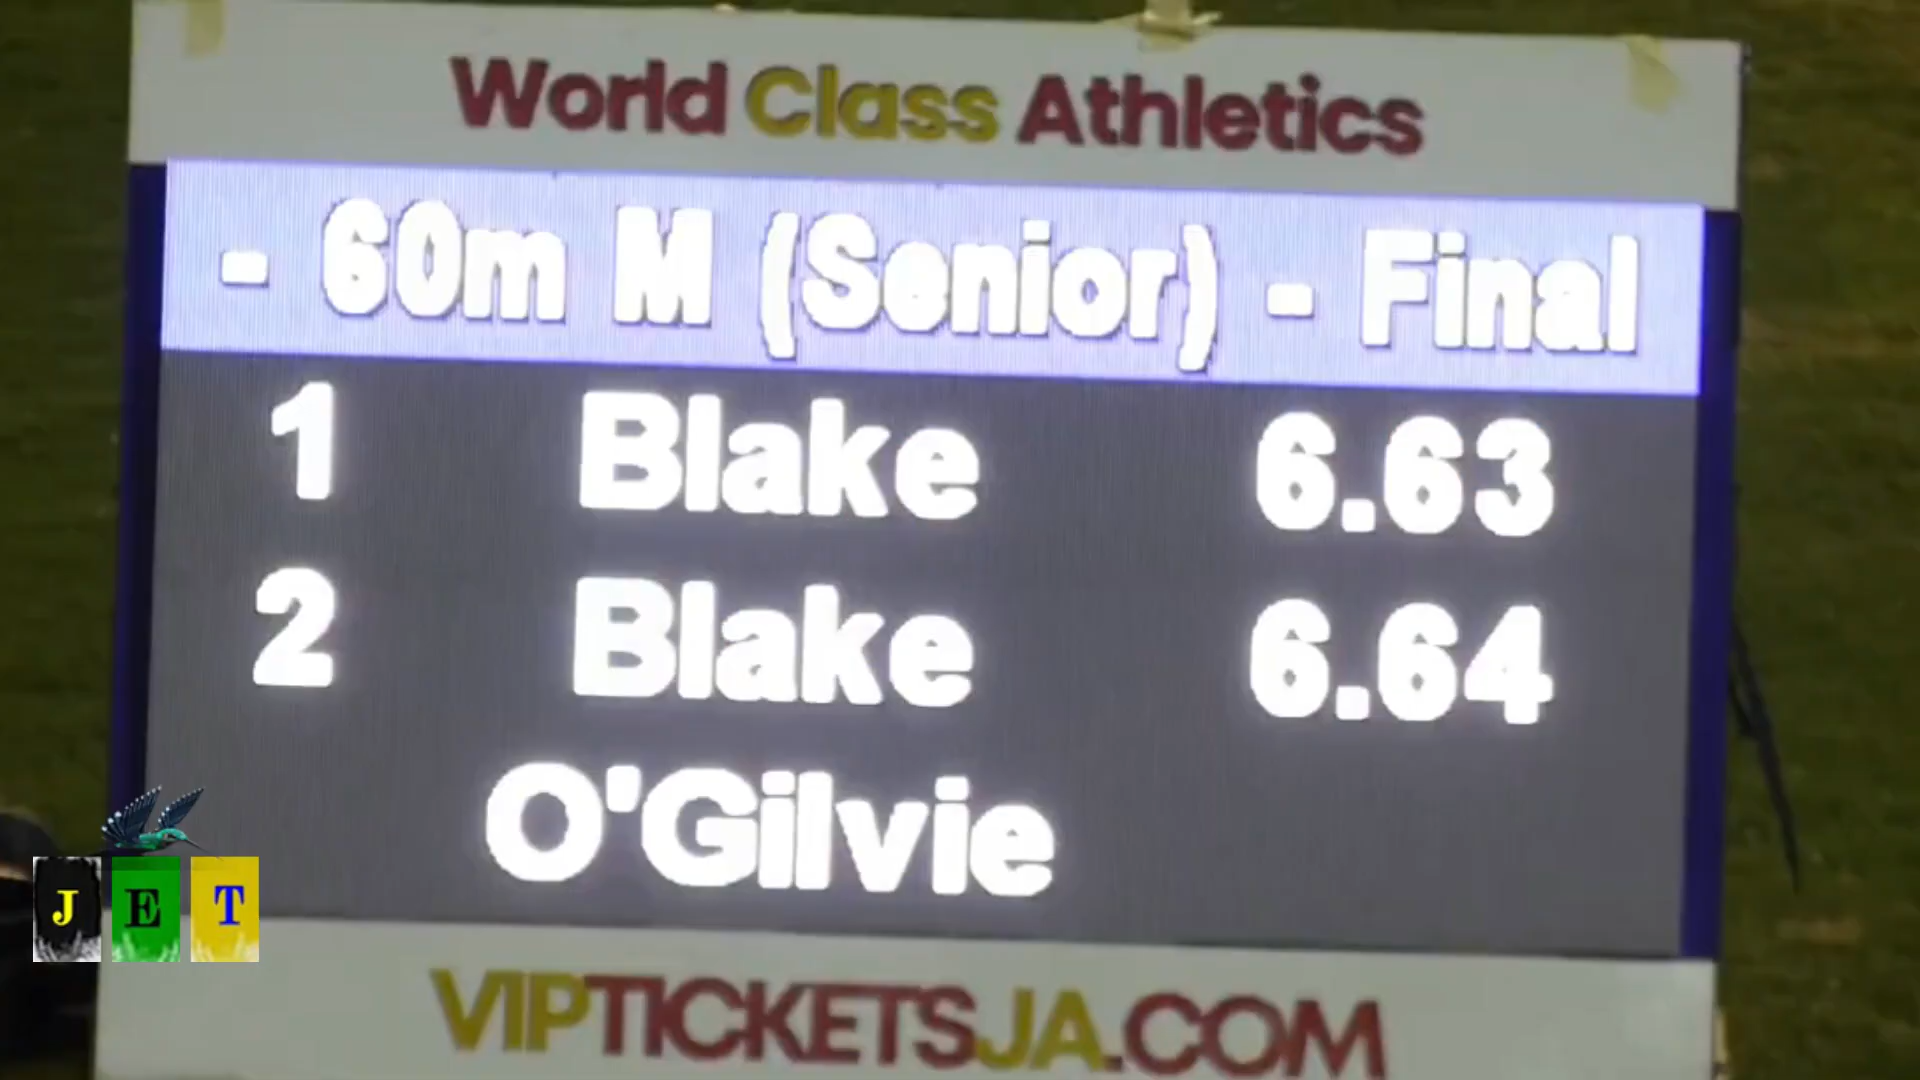 World Class Athletics
- 60m M (Senior) - Final
1 Blake 6.63
2 Blake 6.64
O'Gilvie
J E T
VIPTICKETSJA.COM